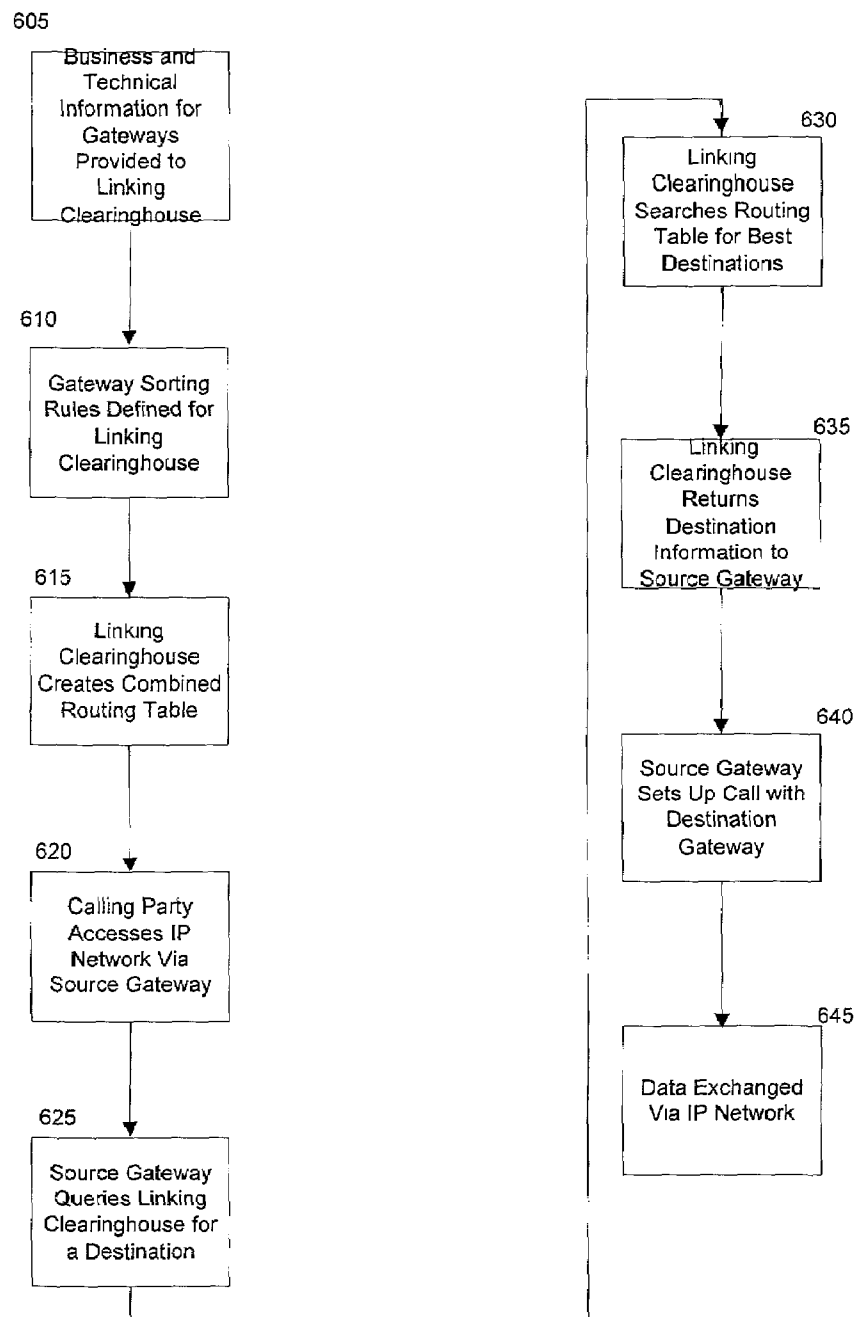 605
Business and
Technical
Information for
Gateways
Provided to
Linking
Clearinghouse
610
Gateway Sorting
Rules Defined for
Linking
Clearinghouse
615
Linking
Clearinghouse
Creates Combined
Routing Table
620
Calling Party
Accesses IP
Network Via
Source Gateway
625
Source Gateway
Queries Linking
Clearinghouse for
a Destination
630
Linking
Clearinghouse
Searches Routing
Table for Best
Destinations
635
Linking
Clearinghouse
Returns
Destination
Information to
Source Gateway
640
Source Gateway
Sets Up Call with
Destination
Gateway
645
Data Exchanged
Via IP Network